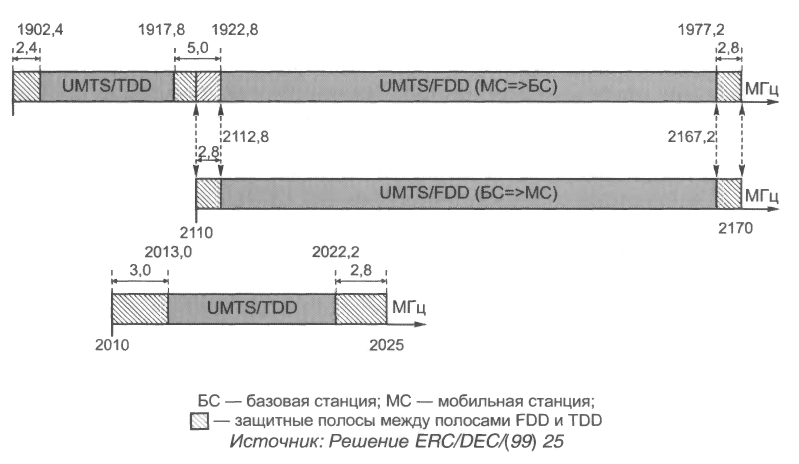 1902,4 1917,8 1922,8 1977,2
2,4 5,0 2,8
UMTS/TDD UMTS/FDD (МС=>БС) МГц
2112,8 2167,2
2,8
UMTS/FDD (БС=>МС) МГц
2110 2170
2013,0 2022,2
3,0 2,8
UMTS/TDD МГц
2010 2025
БС — базовая станция; МС — мобильная станция;
— защитные полосы между полосами FDD и TDD
Источник: Решение ERC/DEC/(99) 25